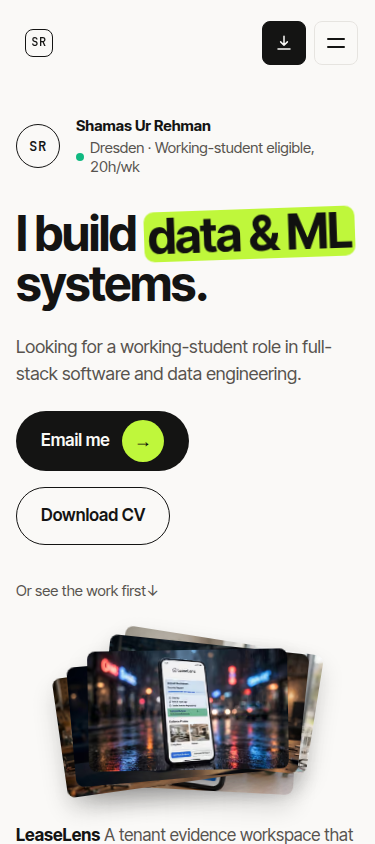 SR
SR
Shamas Ur Rehman
Dresden · Working-student eligible,
20h/wk
I build data & ML
systems.
Looking for a working-student role in full-
stack software and data engineering.
Email me →
Download CV
Or see the work first↓
LeaseLens
LeaseLens A tenant evidence workspace that